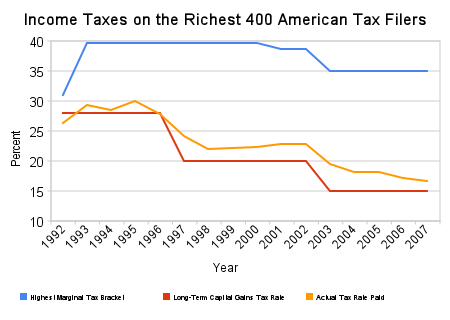 Income Taxes on the Richest 400 American Tax Filers
40
35
30
25
20
15
10
Percent
1992 1993 1994 1995 1996 1997 1998 1999 2000 2001 2002 2003 2004 2005 2006 2007
Year
Highest Marginal Tax Bracket Long-Term Capital Gains Tax Rale Actual Tax Rale Paid